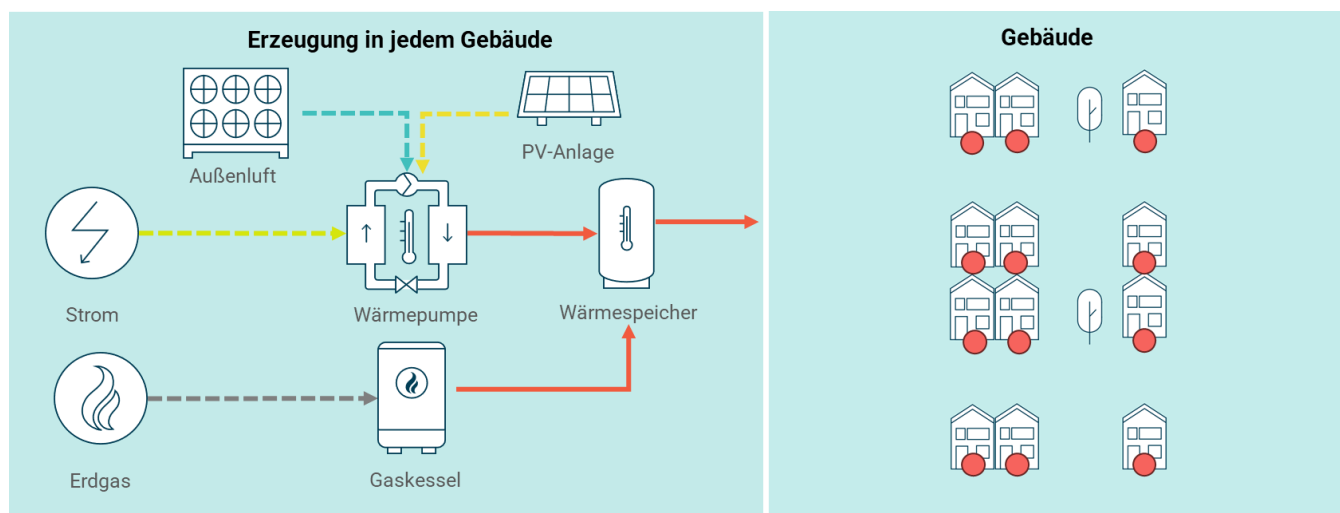 Erzeugung in jedem Gebäude
Gebäude
Außenluft
PV-Anlage
Strom
Wärmepumpe
Wärmespeicher
Erdgas
Gaskessel